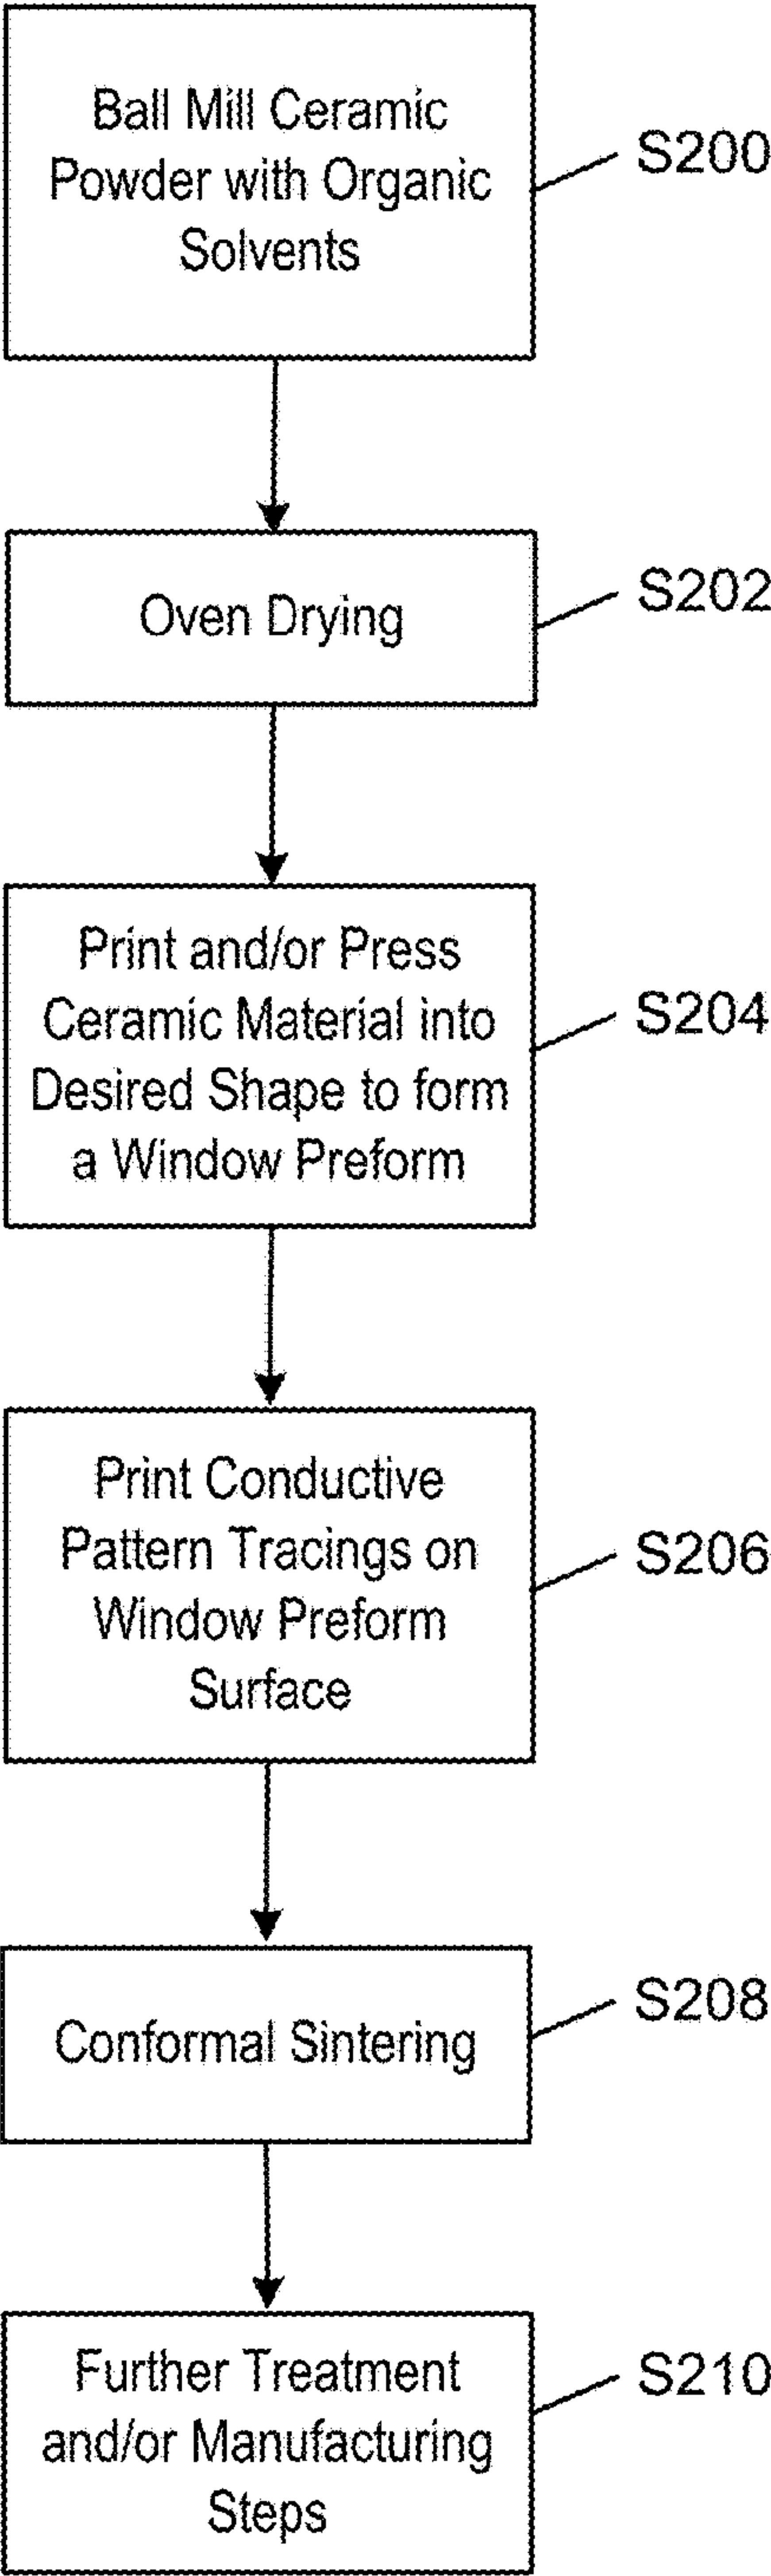 Ball Mill Ceramic
Powder with Organic
Solvents
S200
Oven Drying
S202
Print and/or Press
Ceramic Material into
Desired Shape to form
a Window Preform
S204
Print Conductive
Pattern Tracings on
Window Preform
Surface
S206
Conformal Sintering
S208
Further Treatment
and/or Manufacturing
Steps
S210